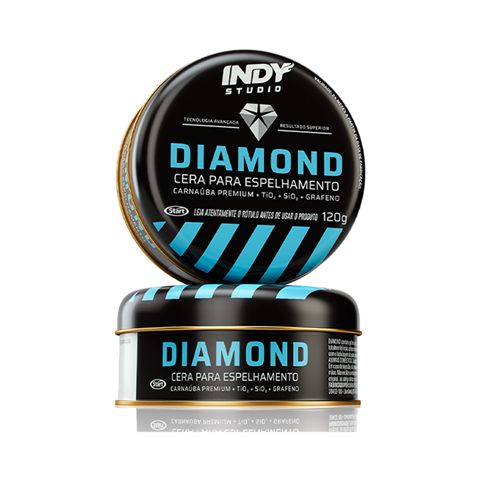 INDY
STUDIO
TECNOLOGIA AVANÇADA
RESULTADO SUPERIOR
DIAMOND
CERA PARA ESPELHAMENTO
CARNAÚBA PREMIUM + TiO₂ + SiO₂ + GRAFENO
Start
LEIA ATENTAMENTE O RÓTULO ANTES DE USAR O PRODUTO 120g
DIAMOND
CERA PARA ESPELHAMENTO
Start
CARNAÚBA PREMIUM + TiO₂ + SiO₂ + GRAFENO